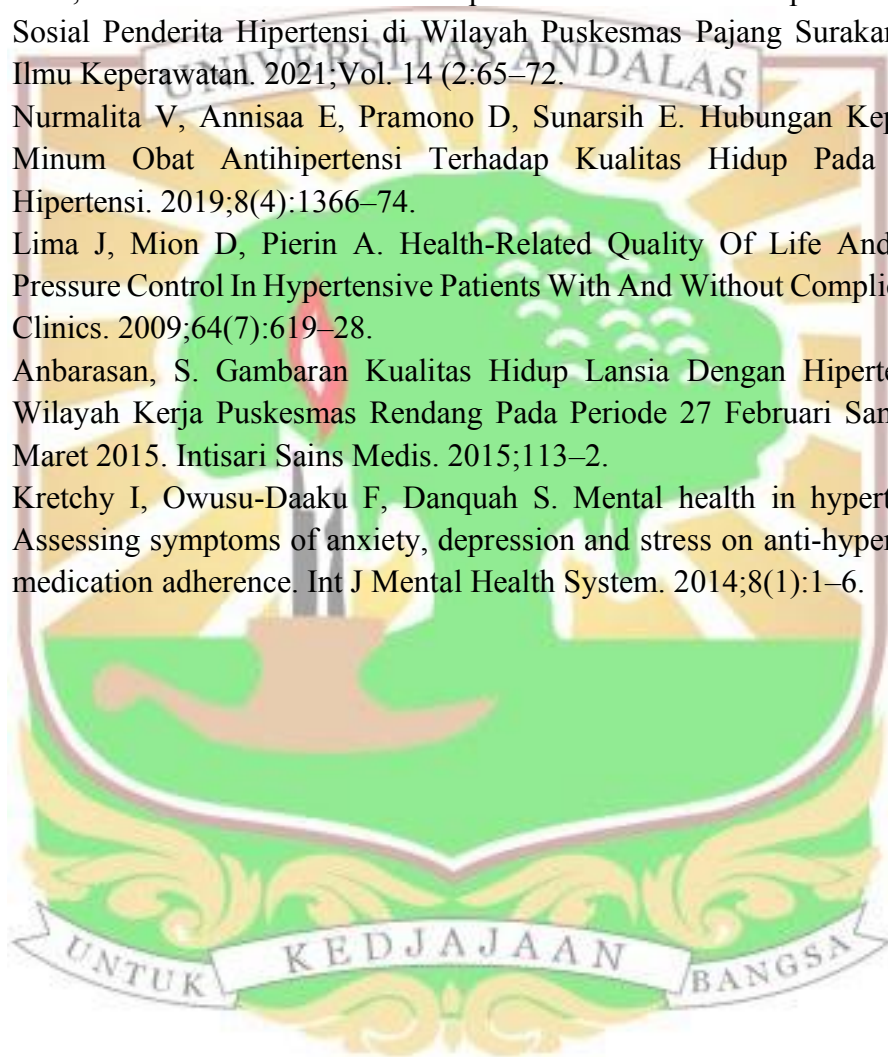 Sosial Penderita Hipertensi di Wilayah Puskesmas Pajang Surakar
Ilmu Keperawatan. 2021;Vol. 14 (2:65–72.
UNIVERSITAS ANDALAS
Nurmalita V, Annisaa E, Pramono D, Sunarsih E. Hubungan Kep
Minum Obat Antihipertensi Terhadap Kualitas Hidup Pada
Hipertensi. 2019;8(4):1366–74.
Lima J, Mion D, Pierin A. Health-Related Quality Of Life And
Pressure Control In Hypertensive Patients With And Without Compli
Clinics. 2009;64(7):619–28.
Anbarasan, S. Gambaran Kualitas Hidup Lansia Dengan Hiperte
Wilayah Kerja Puskesmas Rendang Pada Periode 27 Februari Sam
Maret 2015. Intisari Sains Medis. 2015;113–2.
Kretchy I, Owusu-Daaku F, Danquah S. Mental health in hypert
Assessing symptoms of anxiety, depression and stress on anti-hyper
medication adherence. Int J Mental Health System. 2014;8(1):1–6.
UNTUK KEDJAJAAN BANGSA